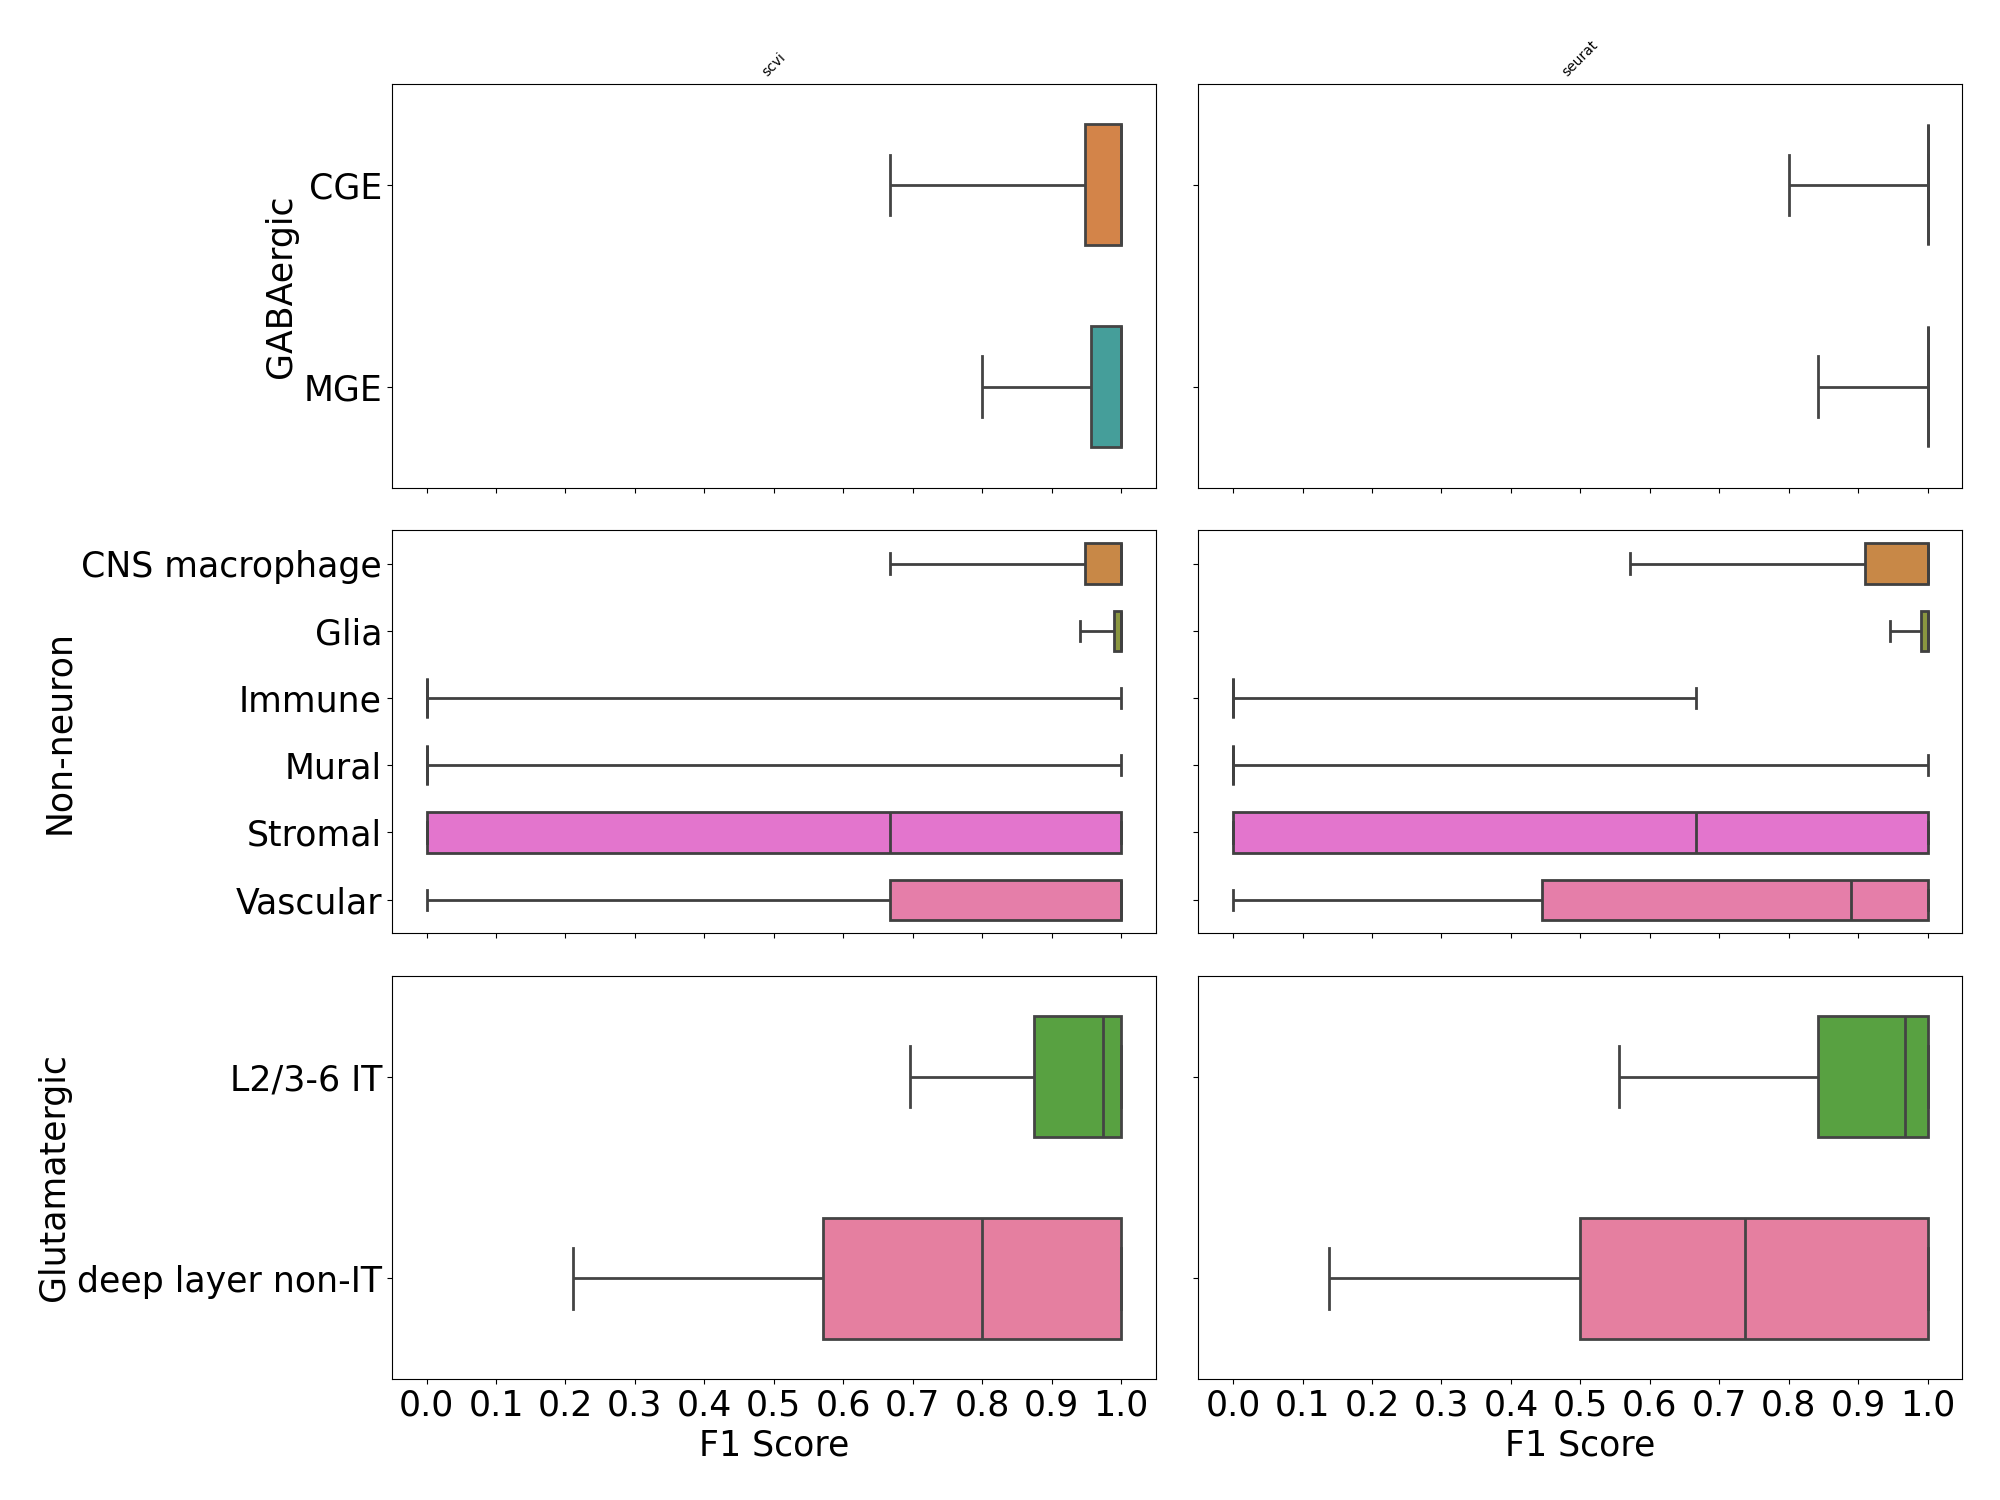 scvi
seurat
GABAergic
CGE
MGE
Non-neuron
CNS macrophage
Glia
Immune
Mural
Stromal
Vascular
Glutamatergic
L2/3-6 IT
deep layer non-IT
0.0 0.1 0.2 0.3 0.4 0.5 0.6 0.7 0.8 0.9 1.0
0.0 0.1 0.2 0.3 0.4 0.5 0.6 0.7 0.8 0.9 1.0
F1 Score
F1 Score